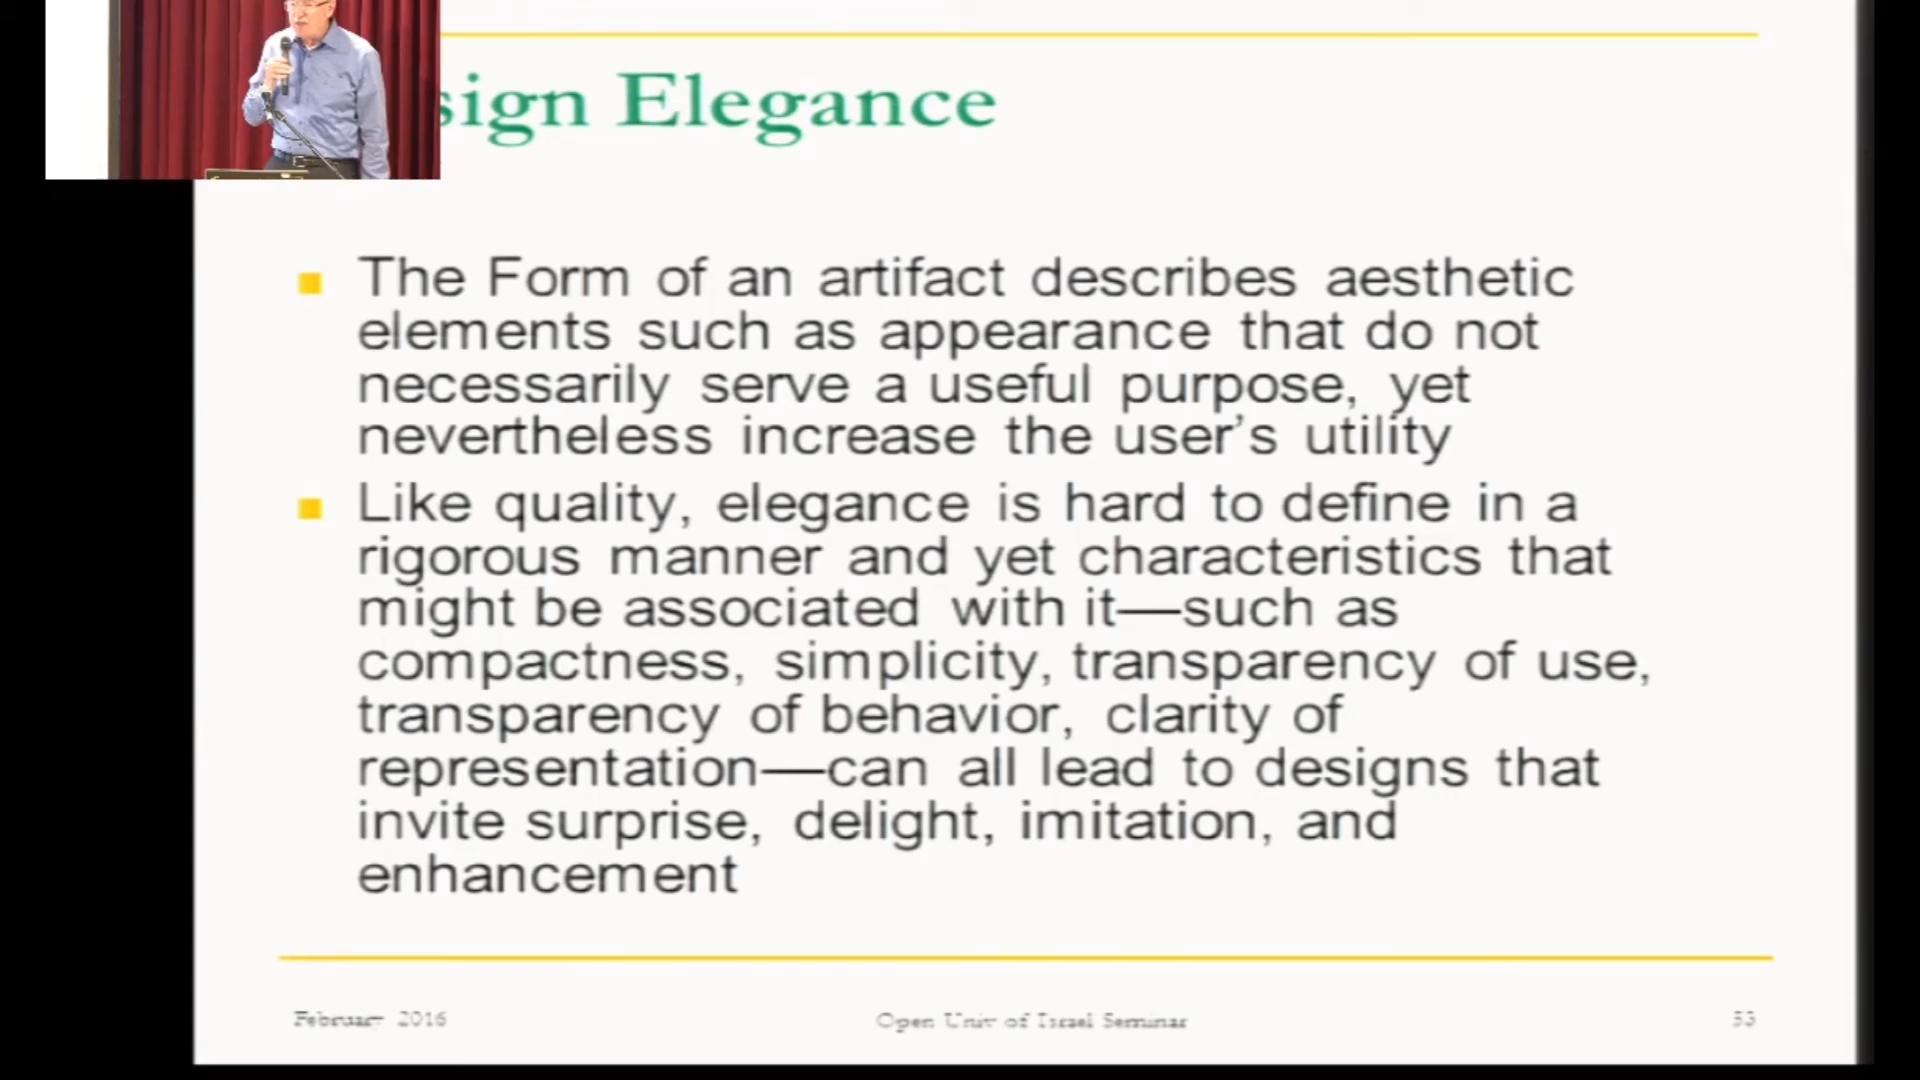 sign Elegance
The Form of an artifact describes aesthetic
elements such as appearance that do not
necessarily serve a useful purpose, yet
nevertheless increase the user's utility
Like quality, elegance is hard to define in a
rigorous manner and yet characteristics that
might be associated with it—such as
compactness, simplicity, transparency of use,
transparency of behavior, clarity of
representation—can all lead to designs that
invite surprise, delight, imitation, and
enhancement
February 2016
Open Univ of Israel Seminar
53